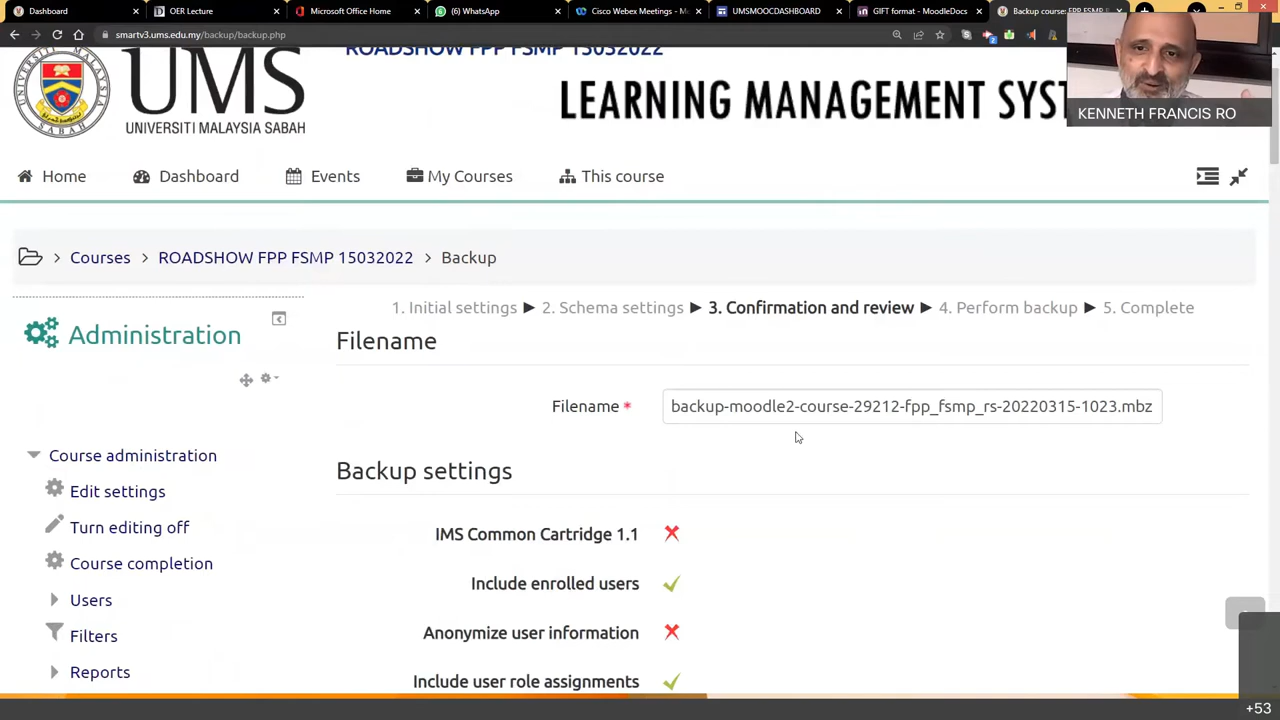 Dashboard
OER Lecture
Microsoft Office Home
(6) WhatsApp
Cisco Webex Meetings - M
UMSMOOCDASHBOARD
GIFT format - MoodleDocs
Backup course: FPP FSMP
smartv3.ums.edu.my/backup/backup.php
ROADSHOW FPP FSMP 15032022
UMS
UNIVERSITI MALAYSIA SABAH
LEARNING MANAGEMENT SYST
KENNETH FRANCIS RO
Home
Dashboard
Events
My Courses
This course
Courses > ROADSHOW FPP FSMP 15032022 > Backup
1. Initial settings ► 2. Schema settings ► 3. Confirmation and review ► 4. Perform backup ► 5. Complete
Administration
Filename
Filename * backup-moodle2-course-29212-fpp_fsmp_rs-20220315-1023.mbz
Course administration
Backup settings
Edit settings
Turn editing off
IMS Common Cartridge 1.1
Course completion
Include enrolled users
Users
Filters
Anonymize user information
Reports
Include user role assignments
+53